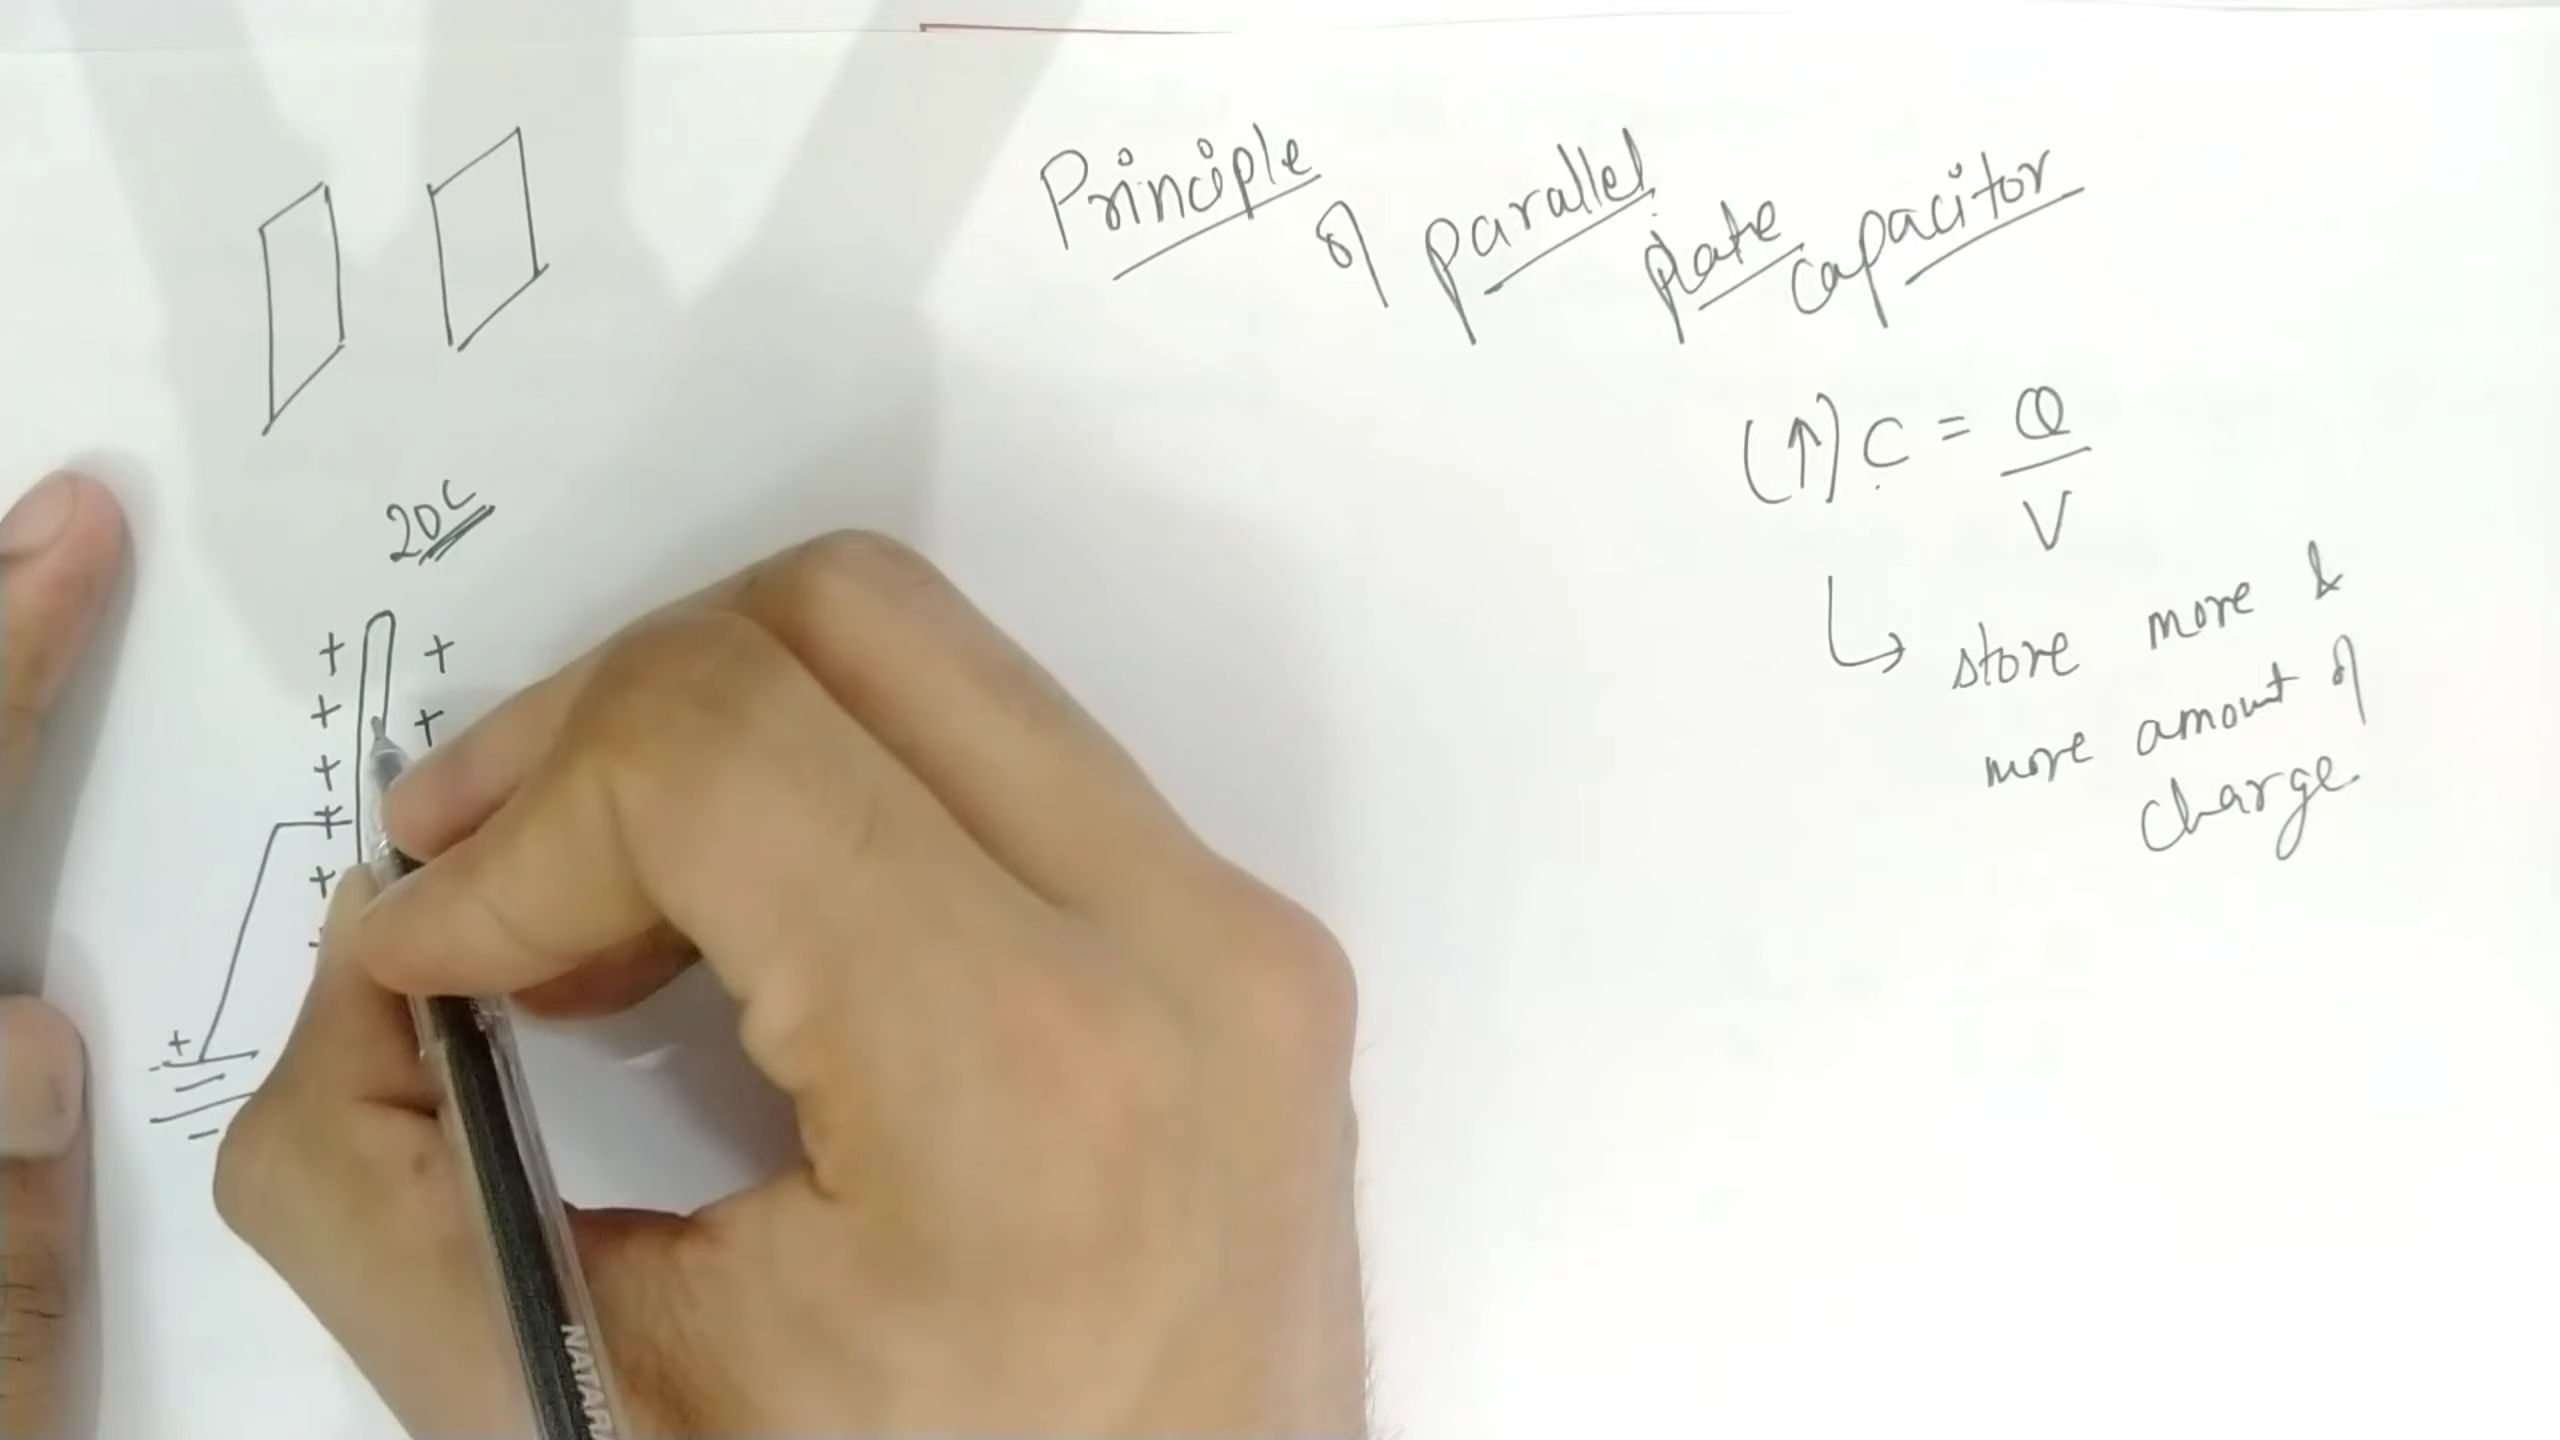 Principle of parallel plate capacitor
(↑) C = Q / V
↳ store more &
more amount of
charge
20C
+ +
+ +
+
+
+
+
+
NATAR